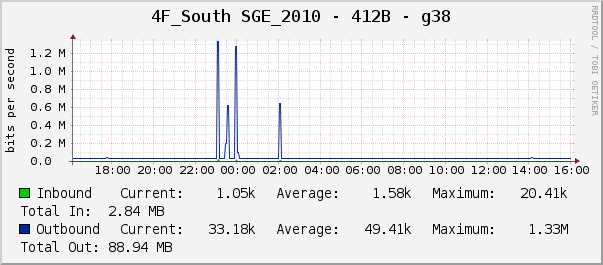 4F_South SGE_2010 - 412B - g38
RRDTOOL / TOBI OETIKER
bits per second
1.2 M
1.0 M
0.8 M
0.6 M
0.4 M
0.2 M
0.0
18:00 20:00 22:00 00:00 02:00 04:00 06:00 08:00 10:00 12:00 14:00 16:00
Inbound Current: 1.05k Average: 1.58k Maximum: 20.41k
Total In: 2.84 MB
Outbound Current: 33.18k Average: 49.41k Maximum: 1.33M
Total Out: 88.94 MB